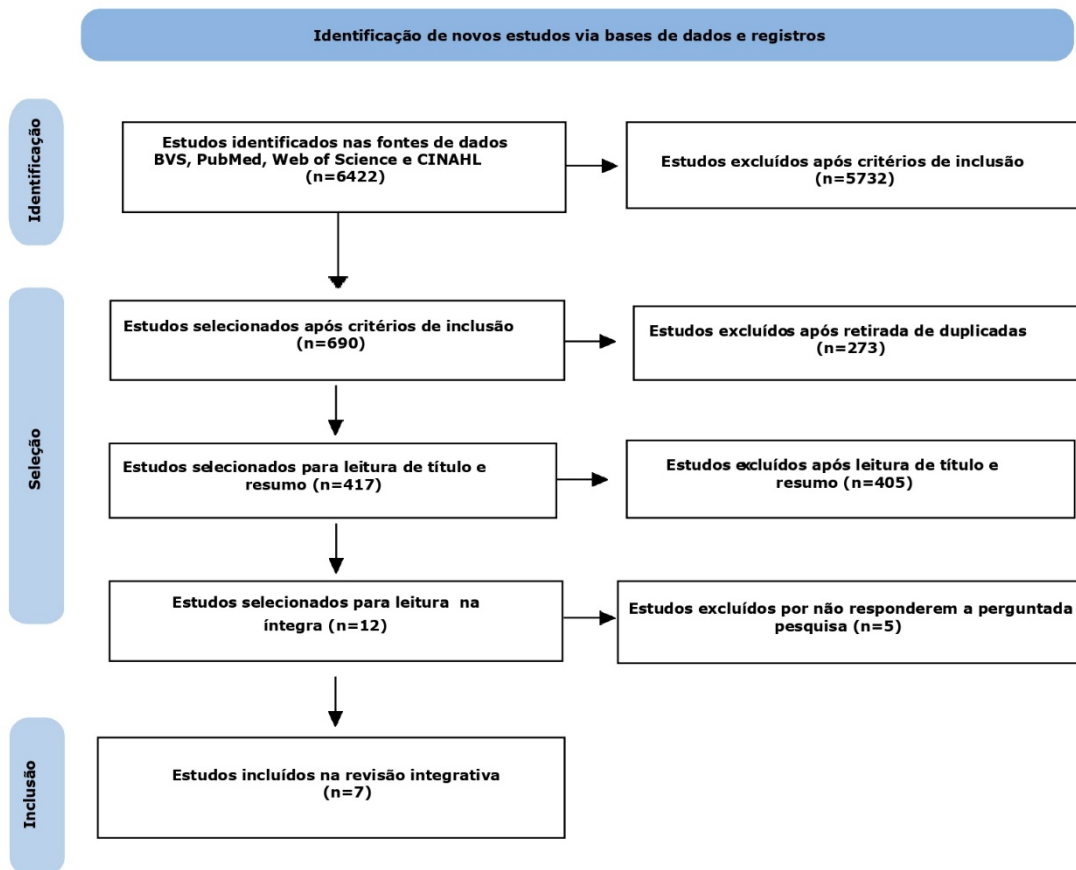 Identificação de novos estudos via bases de dados e registros
Identificação
Estudos identificados nas fontes de dados
BVS, PubMed, Web of Science e CINAHL
(n=6422)
Estudos excluídos após critérios de inclusão
(n=5732)
Seleção
Estudos selecionados após critérios de inclusão
(n=690)
Estudos excluídos após retirada de duplicadas
(n=273)
Estudos selecionados para leitura de título e
resumo (n=417)
Estudos excluídos após leitura de título e
resumo (n=405)
Estudos selecionados para leitura na
íntegra (n=12)
Estudos excluídos por não responderem a perguntada
pesquisa (n=5)
Inclusão
Estudos incluídos na revisão integrativa
(n=7)